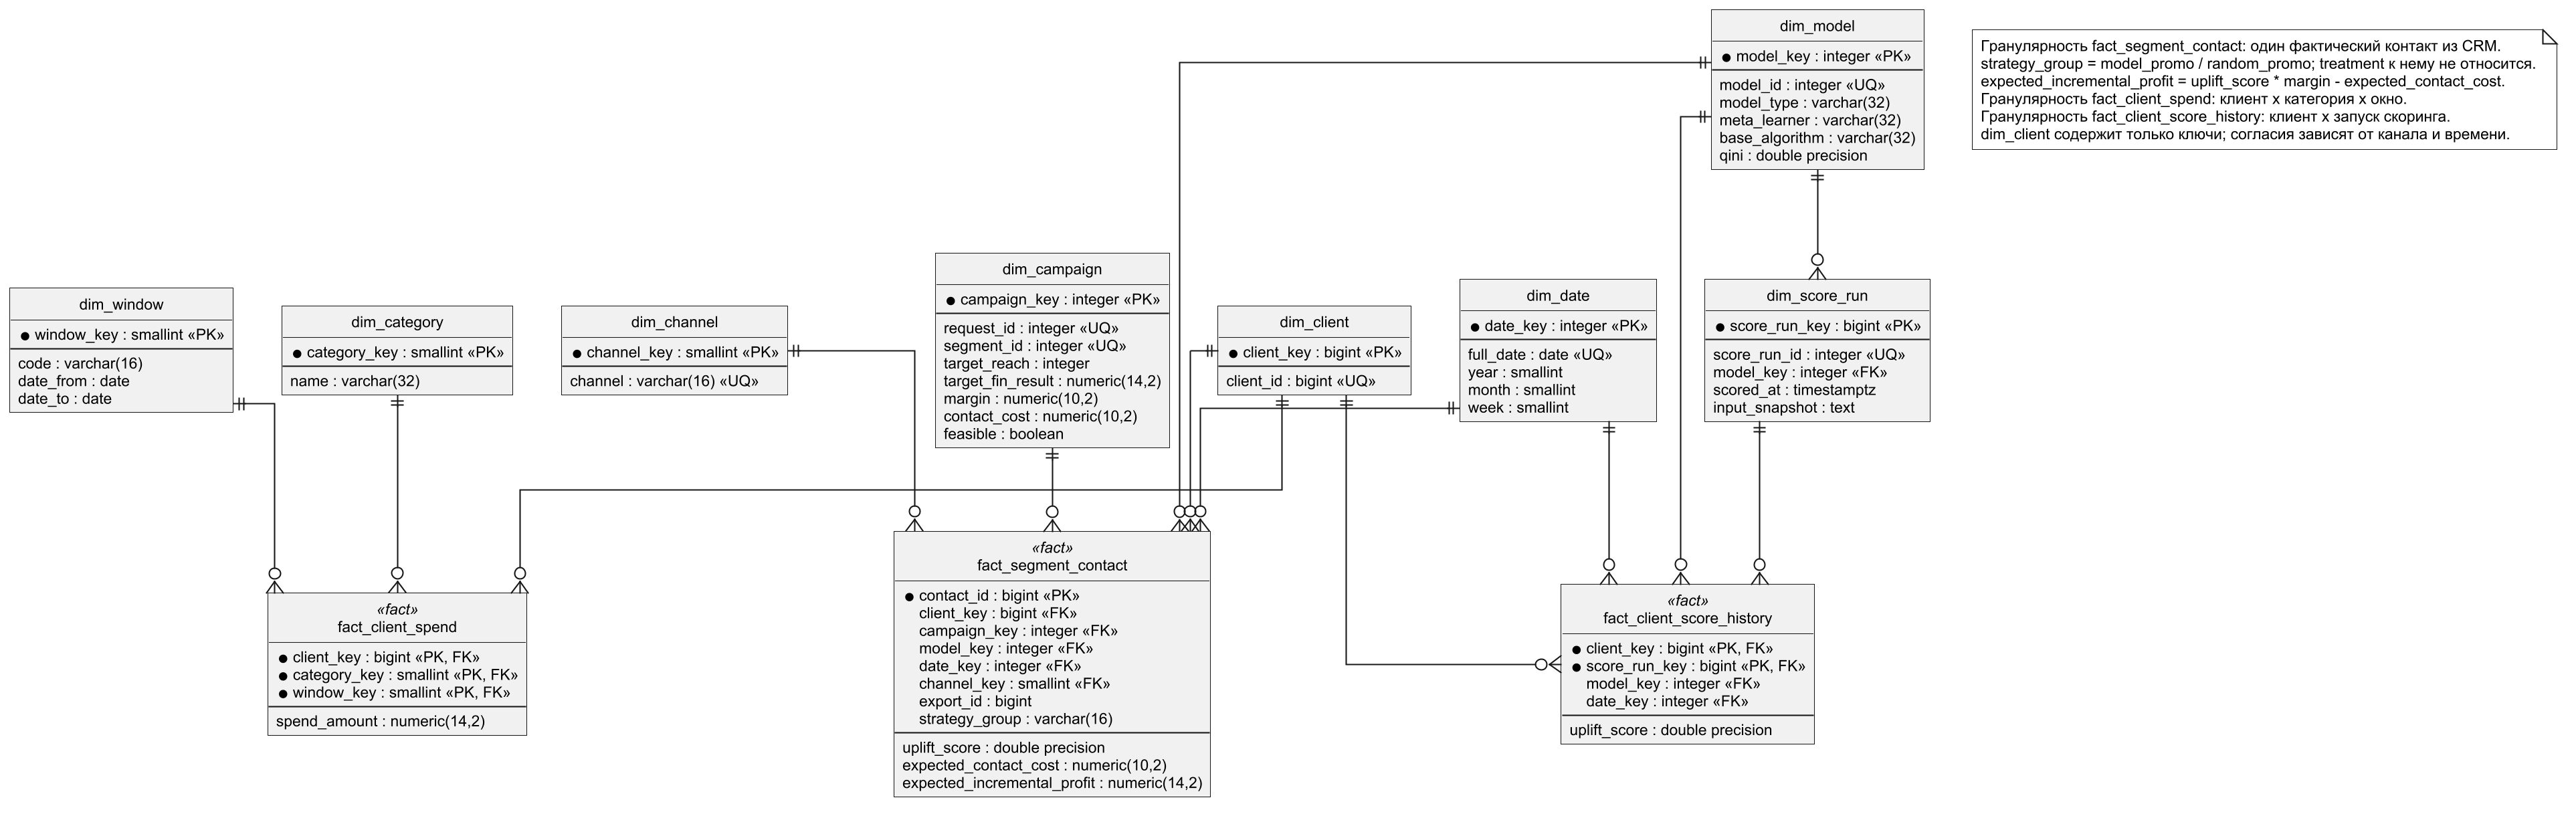 dim_model
model_key : integer «PK»
model_id : integer «UQ»
model_type : varchar(32)
meta_learner : varchar(32)
base_algorithm : varchar(32)
qini : double precision
Гранулярность fact_segment_contact: один фактический контакт из CRM.
strategy_group = model_promo / random_promo; treatment к нему не относится.
expected_incremental_profit = uplift_score * margin - expected_contact_cost.
Гранулярность fact_client_spend: клиент x категория x окно.
Гранулярность fact_client_score_history: клиент x запуск скоринга.
dim_client содержит только ключи; согласия зависят от канала и времени.
dim_window
window_key : smallint «PK»
code : varchar(16)
date_from : date
date_to : date
dim_category
category_key : smallint «PK»
name : varchar(32)
dim_channel
channel_key : smallint «PK»
channel : varchar(16) «UQ»
dim_campaign
campaign_key : integer «PK»
request_id : integer «UQ»
segment_id : integer «UQ»
target_reach : integer
target_fin_result : numeric(14,2)
margin : numeric(10,2)
contact_cost : numeric(10,2)
feasible : boolean
dim_client
client_key : bigint «PK»
client_id : bigint «UQ»
dim_date
date_key : integer «PK»
full_date : date «UQ»
year : smallint
month : smallint
week : smallint
dim_score_run
score_run_key : bigint «PK»
score_run_id : integer «UQ»
model_key : integer «FK»
scored_at : timestamptz
input_snapshot : text
«fact»
fact_client_spend
client_key : bigint «PK, FK»
category_key : smallint «PK, FK»
window_key : smallint «PK, FK»
spend_amount : numeric(14,2)
«fact»
fact_segment_contact
contact_id : bigint «PK»
client_key : bigint «FK»
campaign_key : integer «FK»
model_key : integer «FK»
date_key : integer «FK»
channel_key : smallint «FK»
export_id : bigint
strategy_group : varchar(16)
uplift_score : double precision
expected_contact_cost : numeric(10,2)
expected_incremental_profit : numeric(14,2)
«fact»
fact_client_score_history
client_key : bigint «PK, FK»
score_run_key : bigint «PK, FK»
model_key : integer «FK»
date_key : integer «FK»
uplift_score : double precision